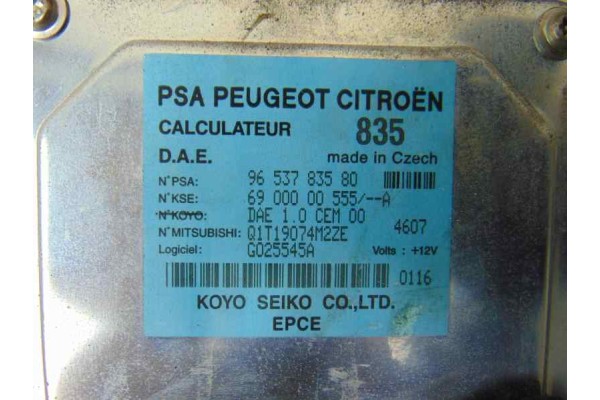 PSA PEUGEOT CITROËN
CALCULATEUR 835
D.A.E. made in Czech
N°PSA: 96 537 835 80
N°KSE: 69 000 00 555/--A
N°KOYO: DAE 1.0 CEM 00
N°MITSUBISHI: Q1T19074M2ZE 4607
Logiciel: G025545A Volts : +12V
0116
KOYO SEIKO CO.,LTD.
EPCE